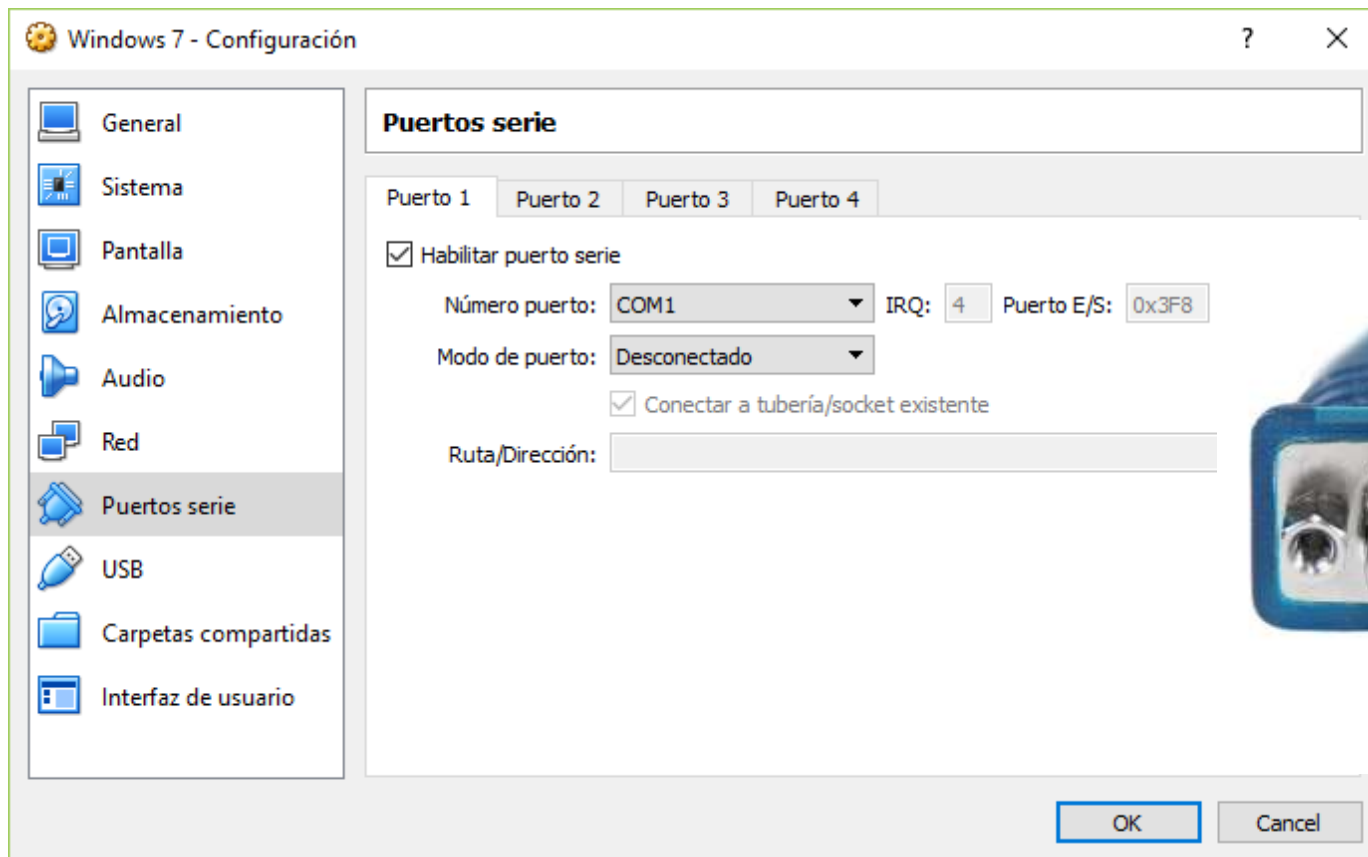 Windows 7 - Configuración
?
General
Sistema
Pantalla
Almacenamiento
Audio
Red
Puertos serie
USB
Carpetas compartidas
Interfaz de usuario
Puertos serie
Puerto 1 Puerto 2 Puerto 3 Puerto 4
Habilitar puerto serie
Número puerto: COM1 IRQ: 4 Puerto E/S: 0x3F8
Modo de puerto: Desconectado
Conectar a tubería/socket existente
Ruta/Dirección:
OK Cancel